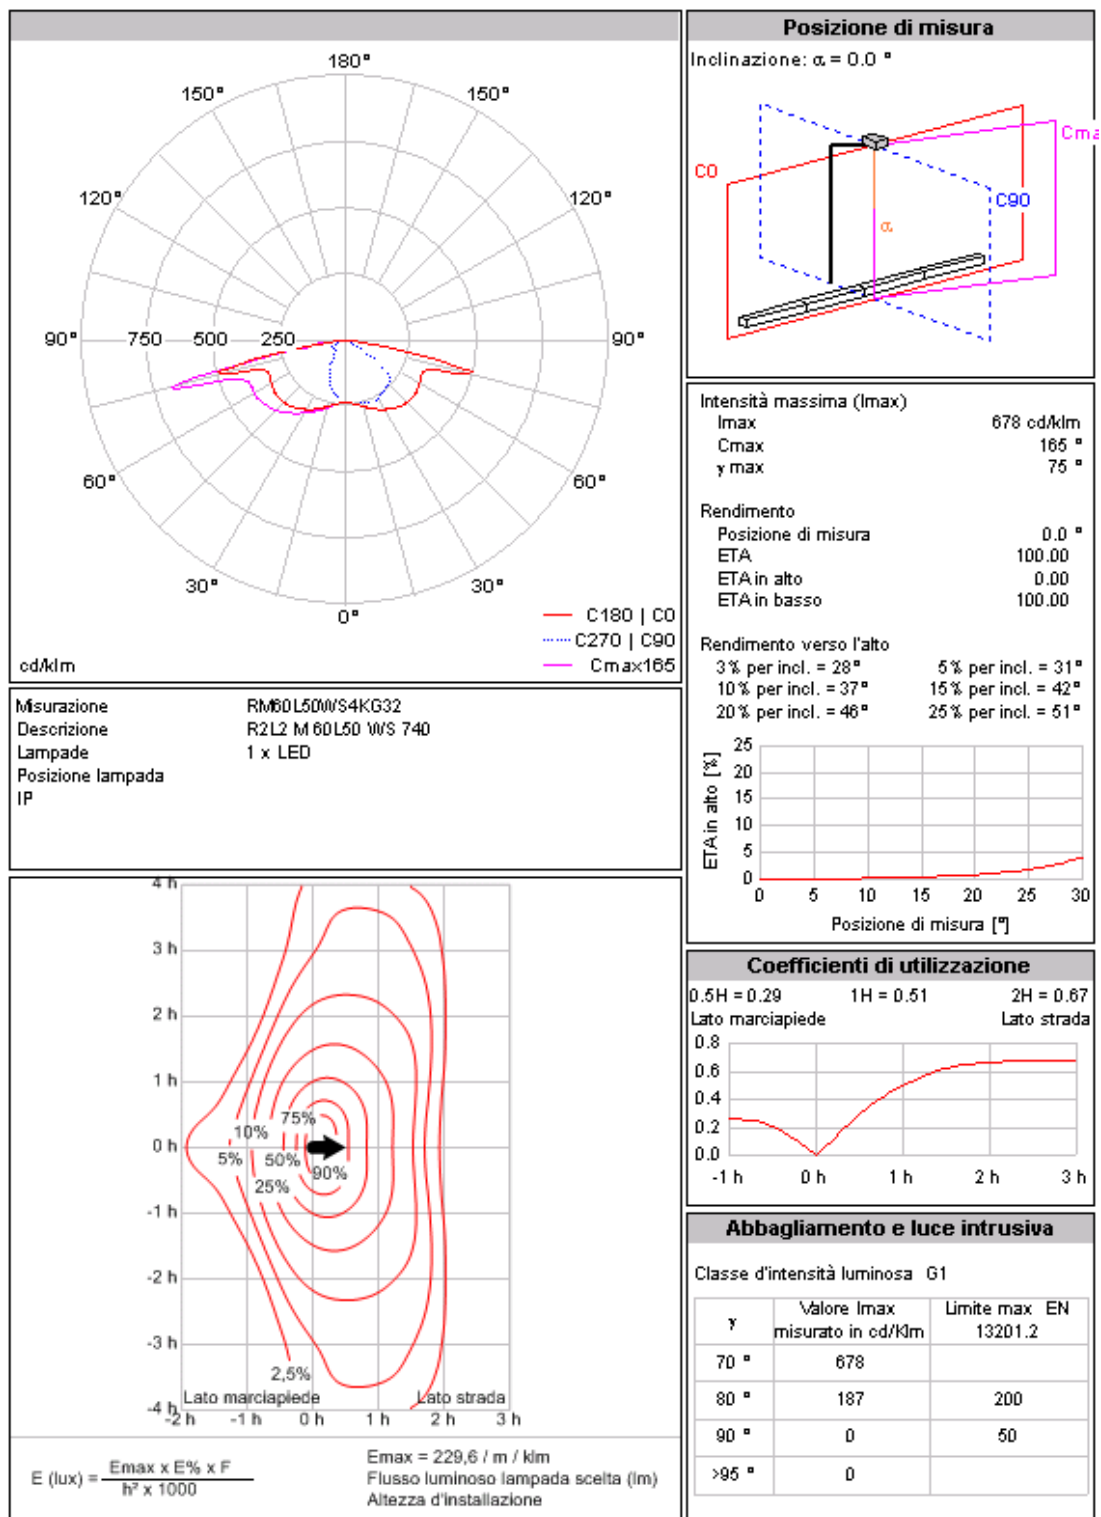 180°
150°
150°
120°
120°
90°
750
500
250
90°
60°
60°
30°
30°
0°
C180 | C0
C270 | C90
Cmax165
cd/klm
Misurazione RM60L50WS4KG32
Descrizione R2L2 M 60L50 WS 740
Lampade 1 x LED
Posizione lampada
IP
4 h
3 h
2 h
1 h
0 h
-1 h
-2 h
-3 h
-4 h
75%
10%
5%
50%
90%
25%
2,5%
Lato marciapiede
Lato strada
-2 h -1 h 0 h 1 h 2 h 3 h
E (lux) = Emax x E% x F
h² x 1000
Emax = 229,6 / m / klm
Flusso luminoso lampada scelta (lm)
Altezza d'installazione
Posizione di misura
Inclinazione: α = 0.0 °
Cma
C0
C90
α
Intensità massima (Imax)
Imax 678 cd/klm
Cmax 165 °
γ max 75 °
Rendimento
Posizione di misura 0.0 °
ETA 100.00
ETA in alto 0.00
ETA in basso 100.00
Rendimento verso l'alto
3% per incl. = 28° 5% per incl. = 31°
10% per incl. = 37° 15% per incl. = 42°
20% per incl. = 46° 25% per incl. = 51°
ETA in alto [%]
25
20
15
10
5
0
0 5 10 15 20 25 30
Posizione di misura [°]
Coefficienti di utilizzazione
0.5H = 0.29 1H = 0.51 2H = 0.67
Lato marciapiede Lato strada
0.8
0.6
0.4
0.2
0.0
-1 h 0 h 1 h 2 h 3 h
Abbagliamento e luce intrusiva
Classe d'intensità luminosa G1
γ Valore Imax misurato in cd/Klm Limite max EN 13201.2
70 ° 678
80 ° 187 200
90 ° 0 50
>95 ° 0